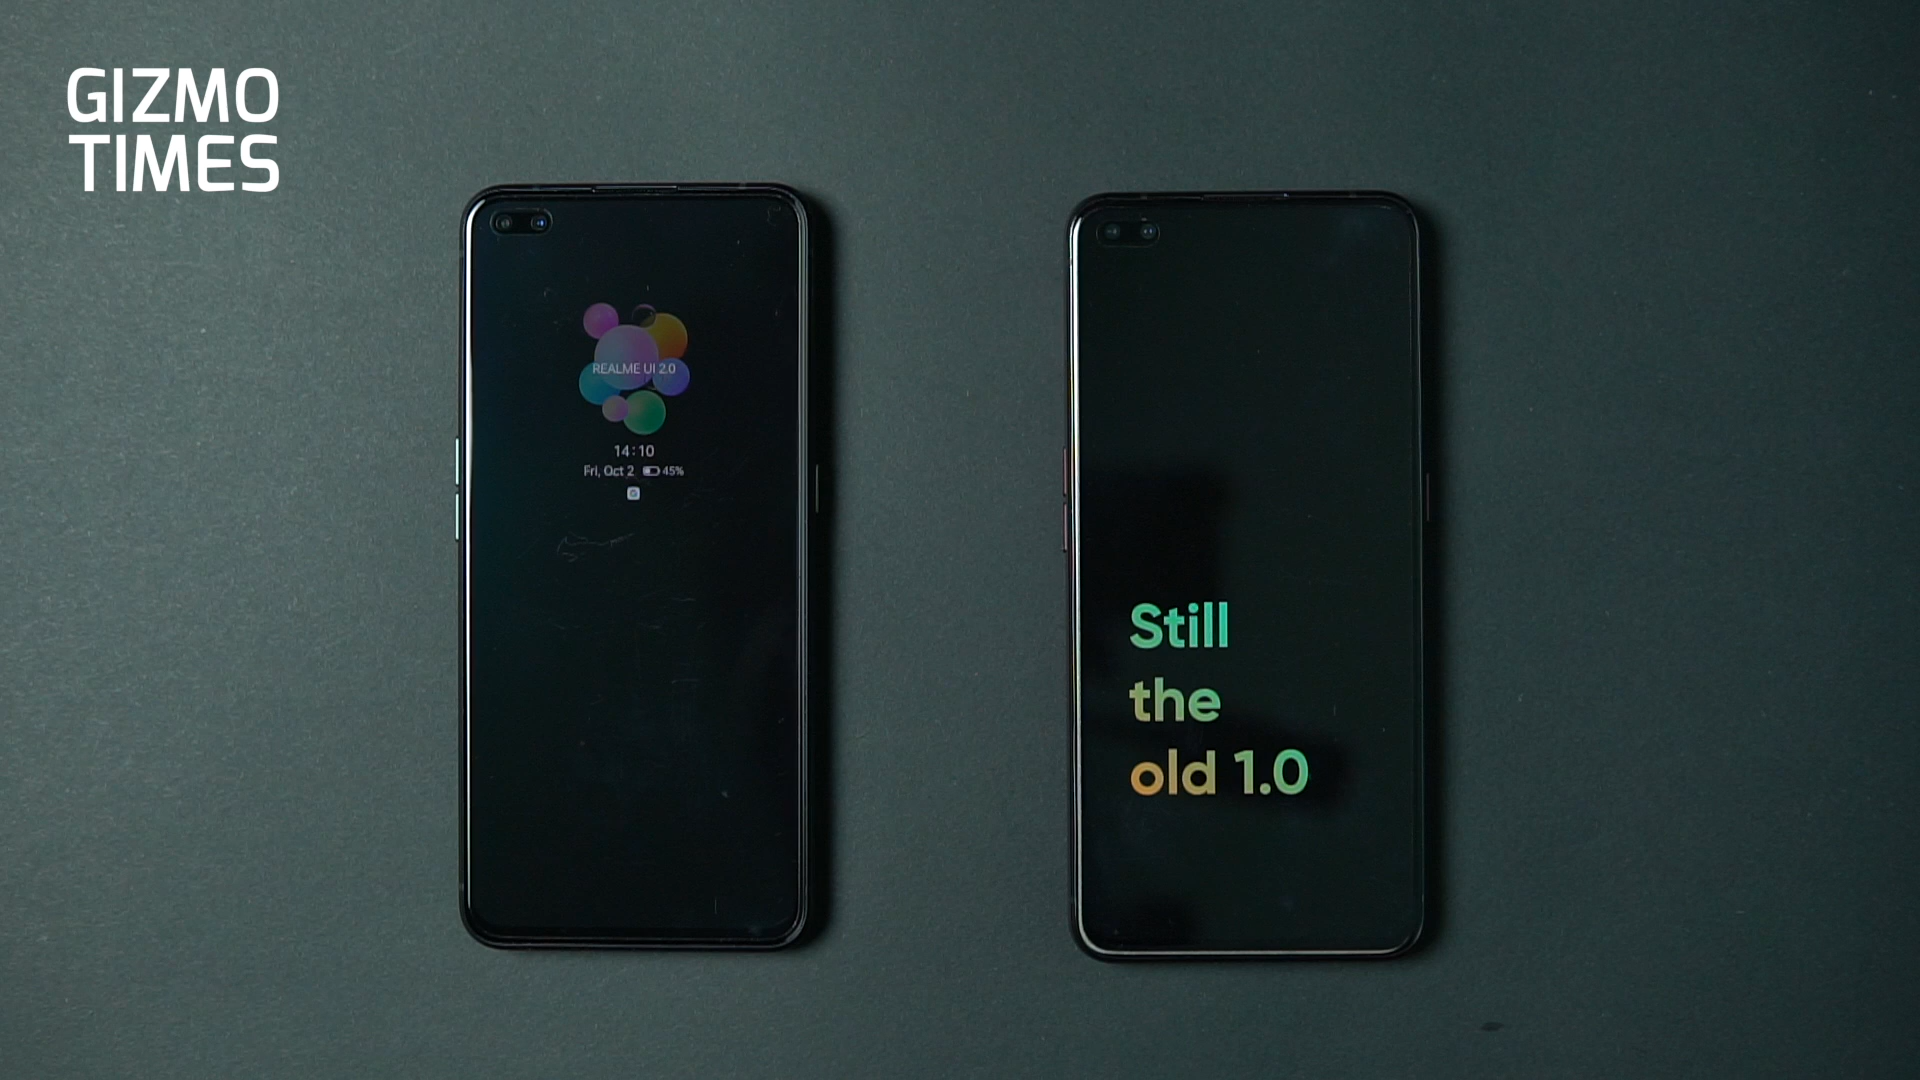 GIZMO
TIMES
REALME UI 2.0
14:10
Fri, Oct 2 45%
Still
the
old 1.0